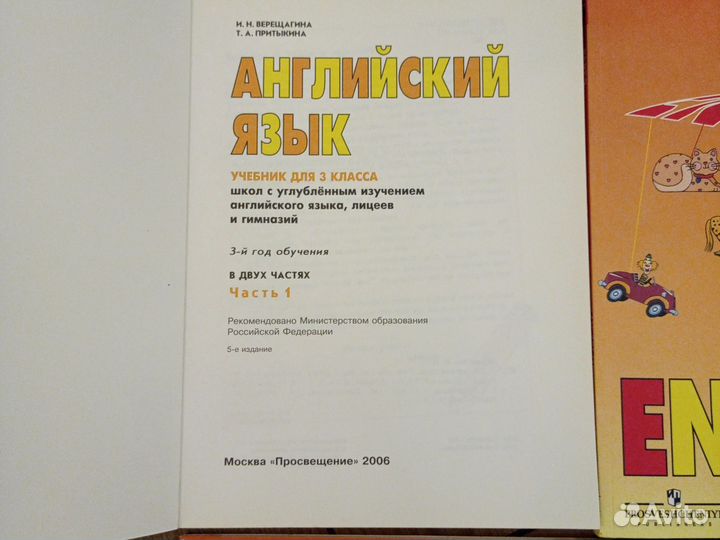 И. Н. ВЕРЕЩАГИНА
Т. А. ПРИТЫКИНА
АНГЛИЙСКИЙ
ЯЗЫК
УЧЕБНИК ДЛЯ 3 КЛАССА
школ с углублённым изучением
английского языка, лицеев
и гимназий
3-й год обучения
В ДВУХ ЧАСТЯХ
Часть 1
Рекомендовано Министерством образования
Российской Федерации
5-е издание
Москва «Просвещение» 2006
EN
Avito